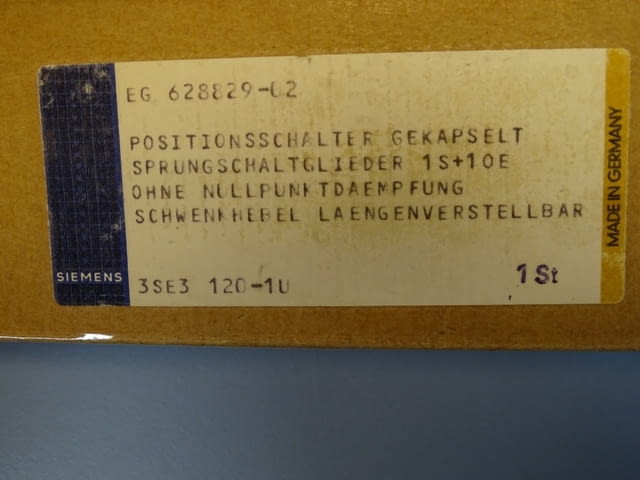 EG 628829-02
POSITIONSSCHALTER GEKAPSELT
SPRUNGSCHALTGLIEDER 1S+1OE
OHNE NULLPUNKTDAEMPFUNG
SCHWENKHEBEL LAENGENVERSTELLBAR
SIEMENS
3SE3 120-1U
1 St
MADE IN GERMANY